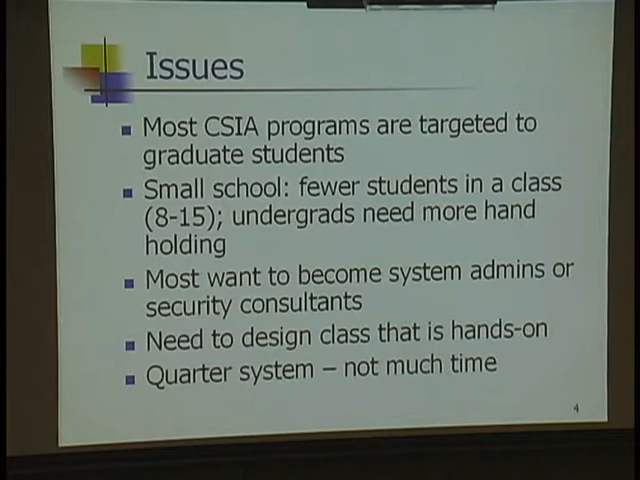 Issues
Most CSIA programs are targeted to
graduate students
Small school: fewer students in a class
(8-15); undergrads need more hand
holding
Most want to become system admins or
security consultants
Need to design class that is hands-on
Quarter system – not much time
4